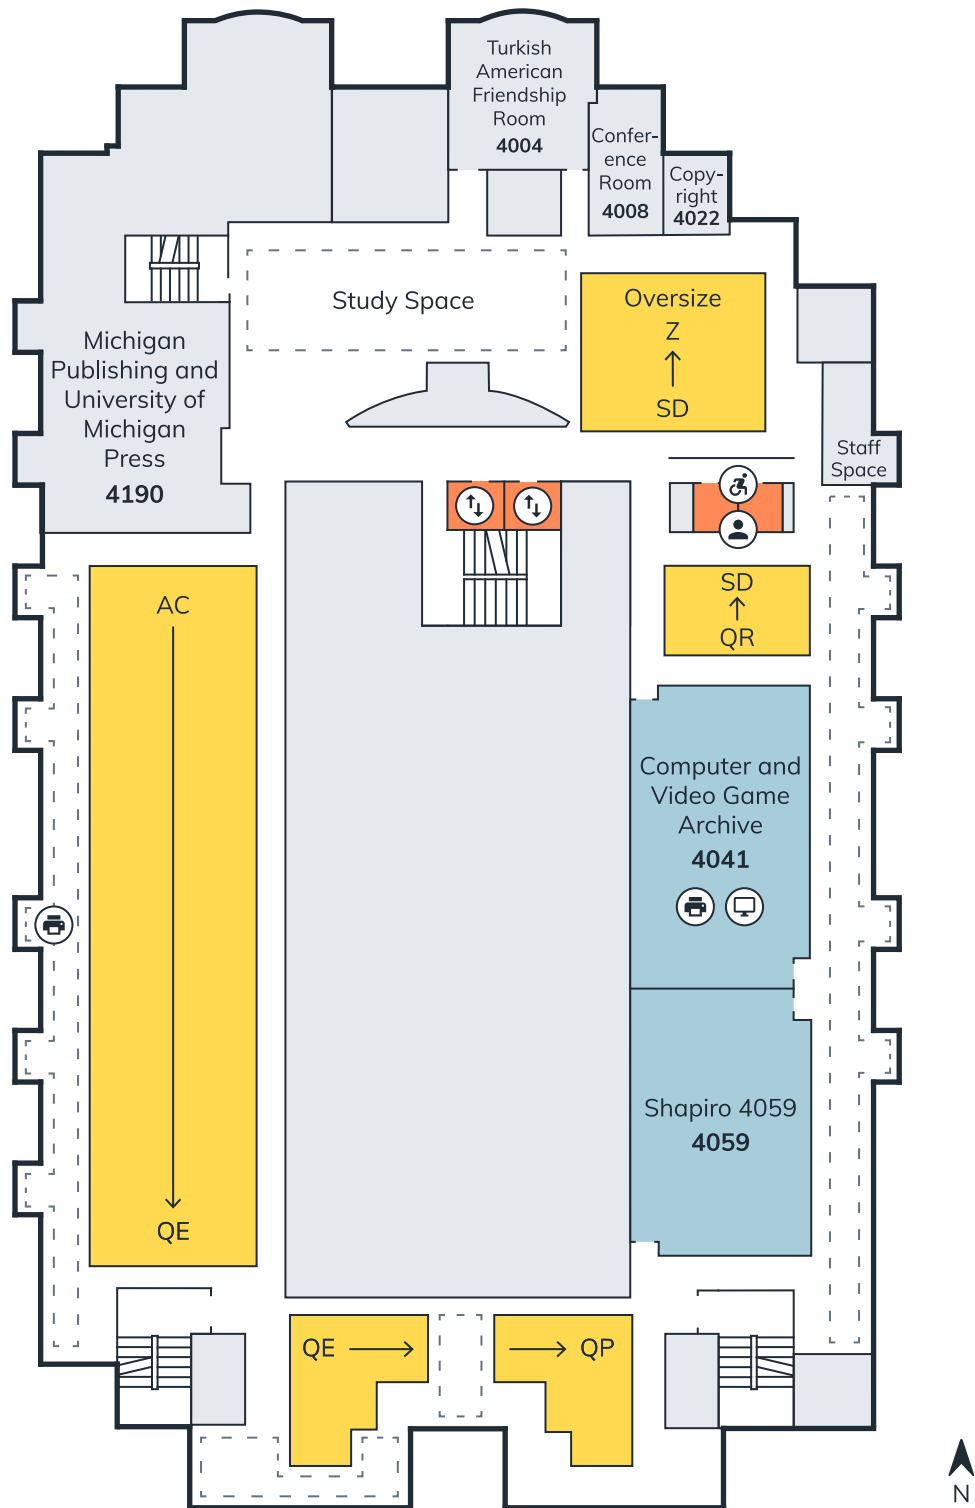 Turkish
American
Friendship
Room
4004
Confer-
ence
Room
4008
Copy-
right
4022
Study Space
Oversize
Z
SD
Michigan
Publishing and
University of
Michigan
Press
4190
Staff
Space
AC
QE
SD
QR
Computer and
Video Game
Archive
4041
Shapiro 4059
4059
QE
QP
N